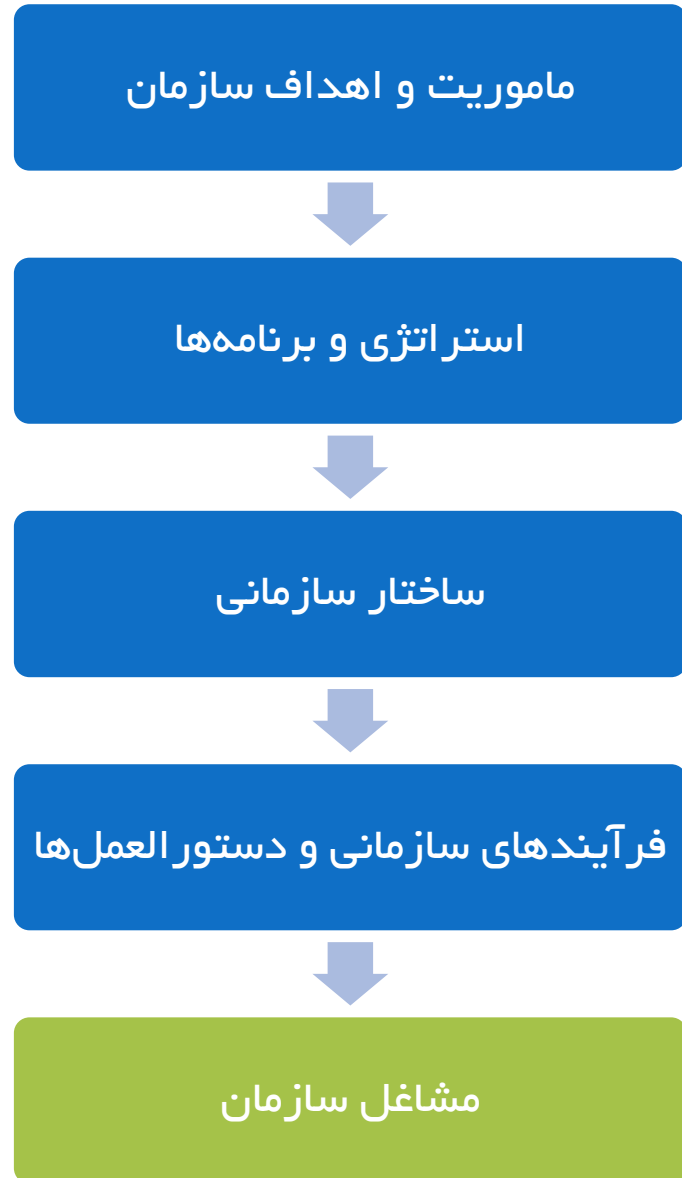 ماموریت و اهداف سازمان
استراتژی و برنامه‌ها
ساختار سازمانی
فرآیندهای سازمانی و دستورالعمل‌ها
مشاغل سازمان